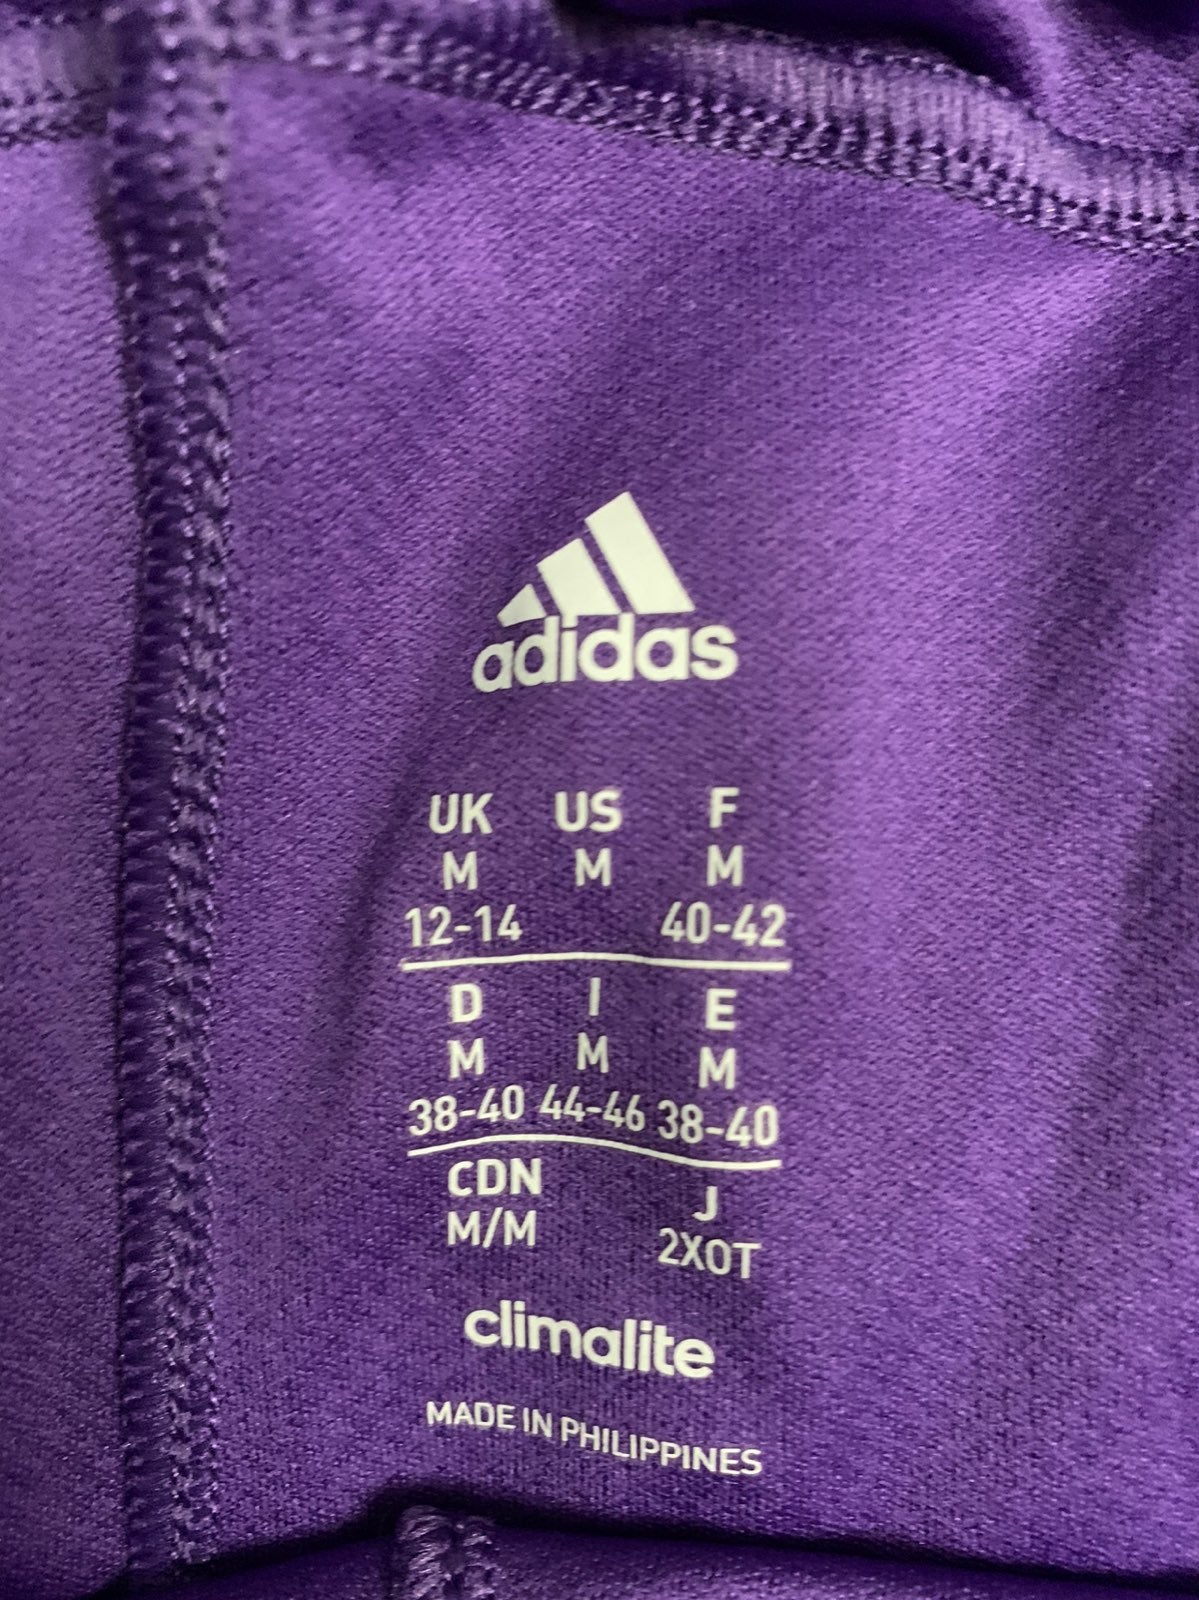 adidas
UK US F
M M M
12-14 40-42
D I E
M M M
38-40 44-46 38-40
CDN J
M/M 2XOT
climalite
MADE IN PHILIPPINES